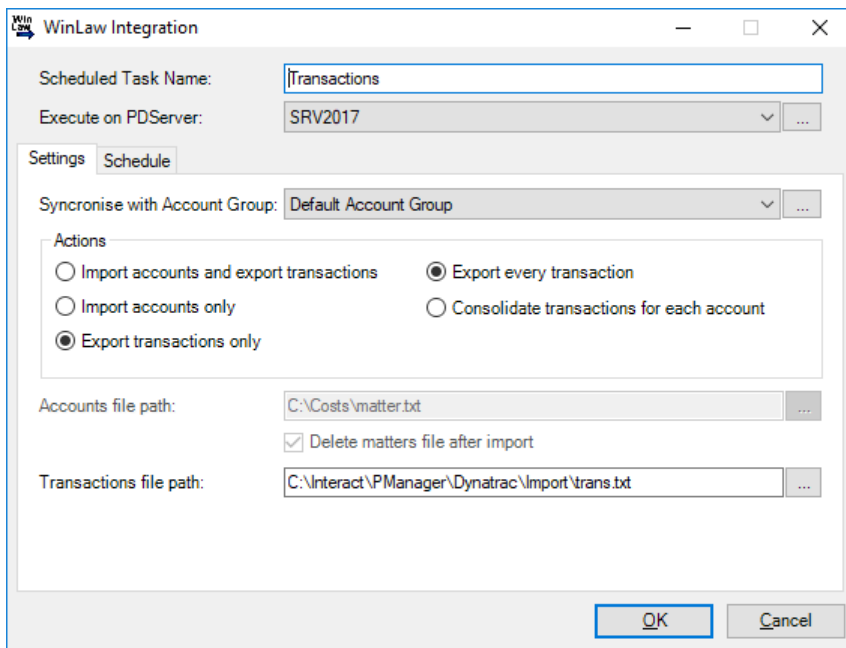 Win Law WinLaw Integration
Scheduled Task Name: Transactions
Execute on PDServer: SRV2017 ...
Settings Schedule
Syncronise with Account Group: Default Account Group ...
Actions
Import accounts and export transactions Export every transaction
Import accounts only Consolidate transactions for each account
Export transactions only
Accounts file path: C:\Costs\matter.txt ...
Delete matters file after import
Transactions file path: C:\Interact\PManager\Dynatrac\Import\trans.txt ...
OK Cancel